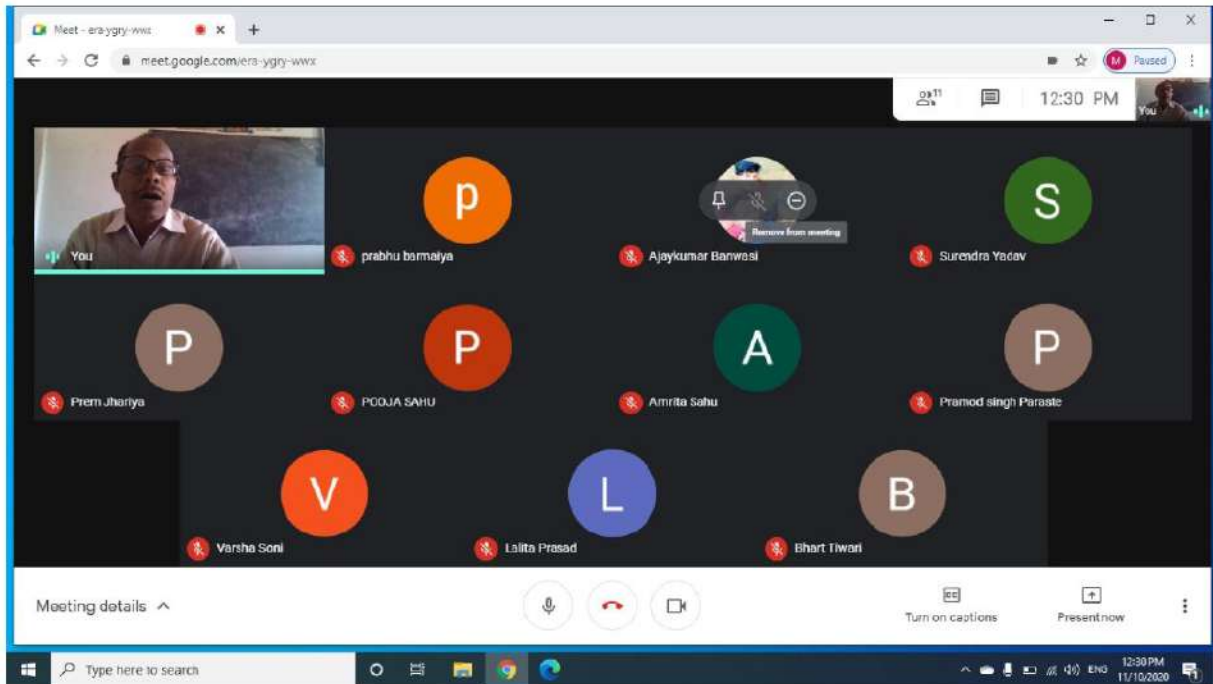 Meet - era-ygry-wwx
meet.google.com/era-ygry-wwx
M Paused
11
12:30 PM
You
You
p
prabhu barmaiya
Remove from meeting
Ajaykumar Banwasi
S
Surendra Yadav
P
Prem Jhariya
P
POOJA SAHU
A
Amrita Sahu
P
Pramod singh Paraste
V
Varsha Soni
L
Lalita Prasad
B
Bhart Tiwari
Meeting details
CC
Turn on captions
Present now
Type here to search
ENG
12:30 PM
11/10/2020
1